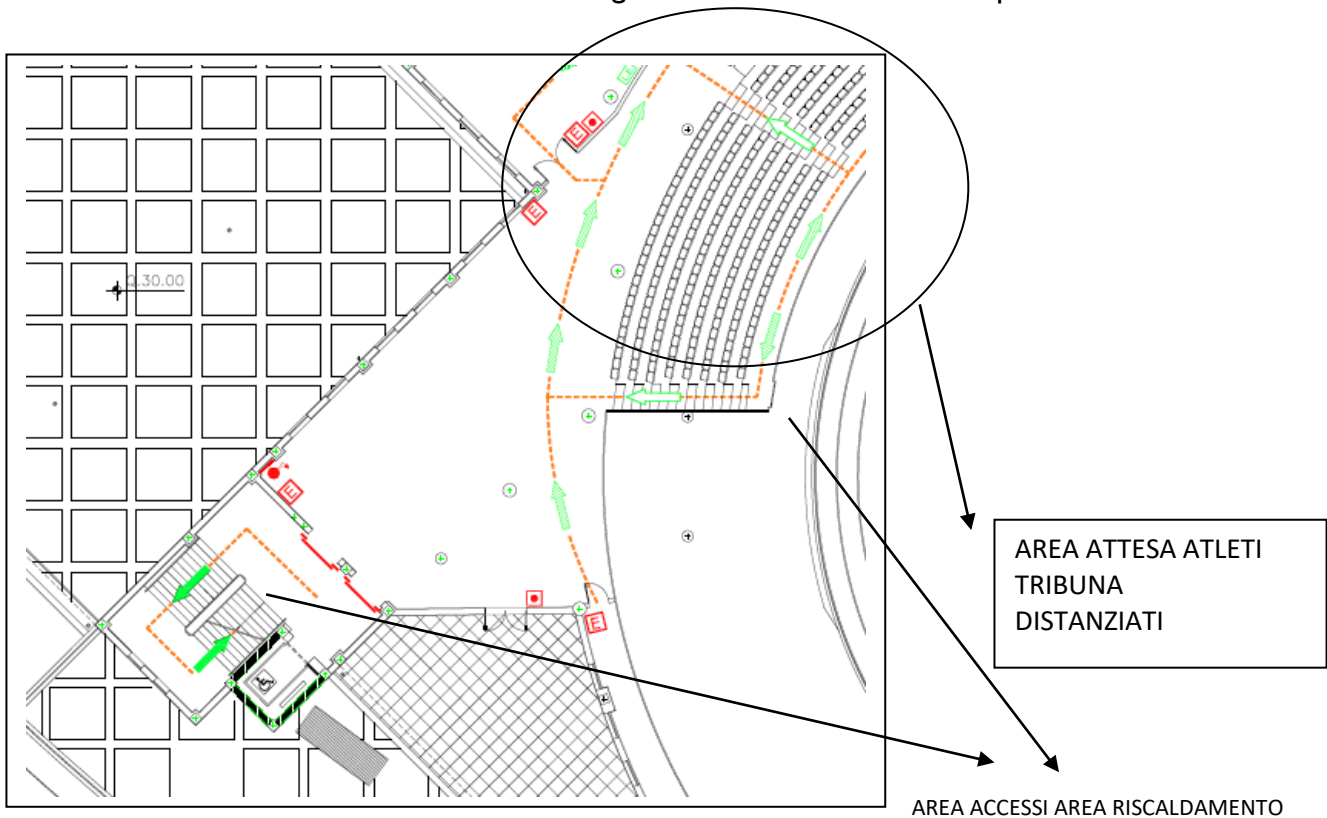 Q.30.00
E
E
E
E
AREA ATTESA ATLETI
TRIBUNA
DISTANZIATI
AREA ACCESSI AREA RISCALDAMENTO